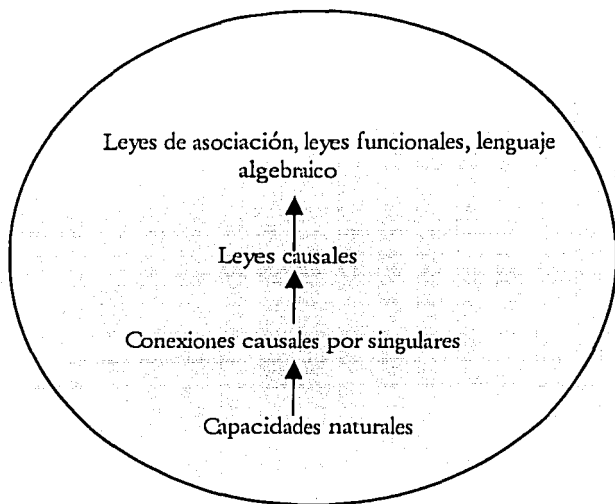 Leyes de asociación, leyes funcionales, lenguaje
algebraico
Leyes causales
Conexiones causales por singulares
Capacidades naturales